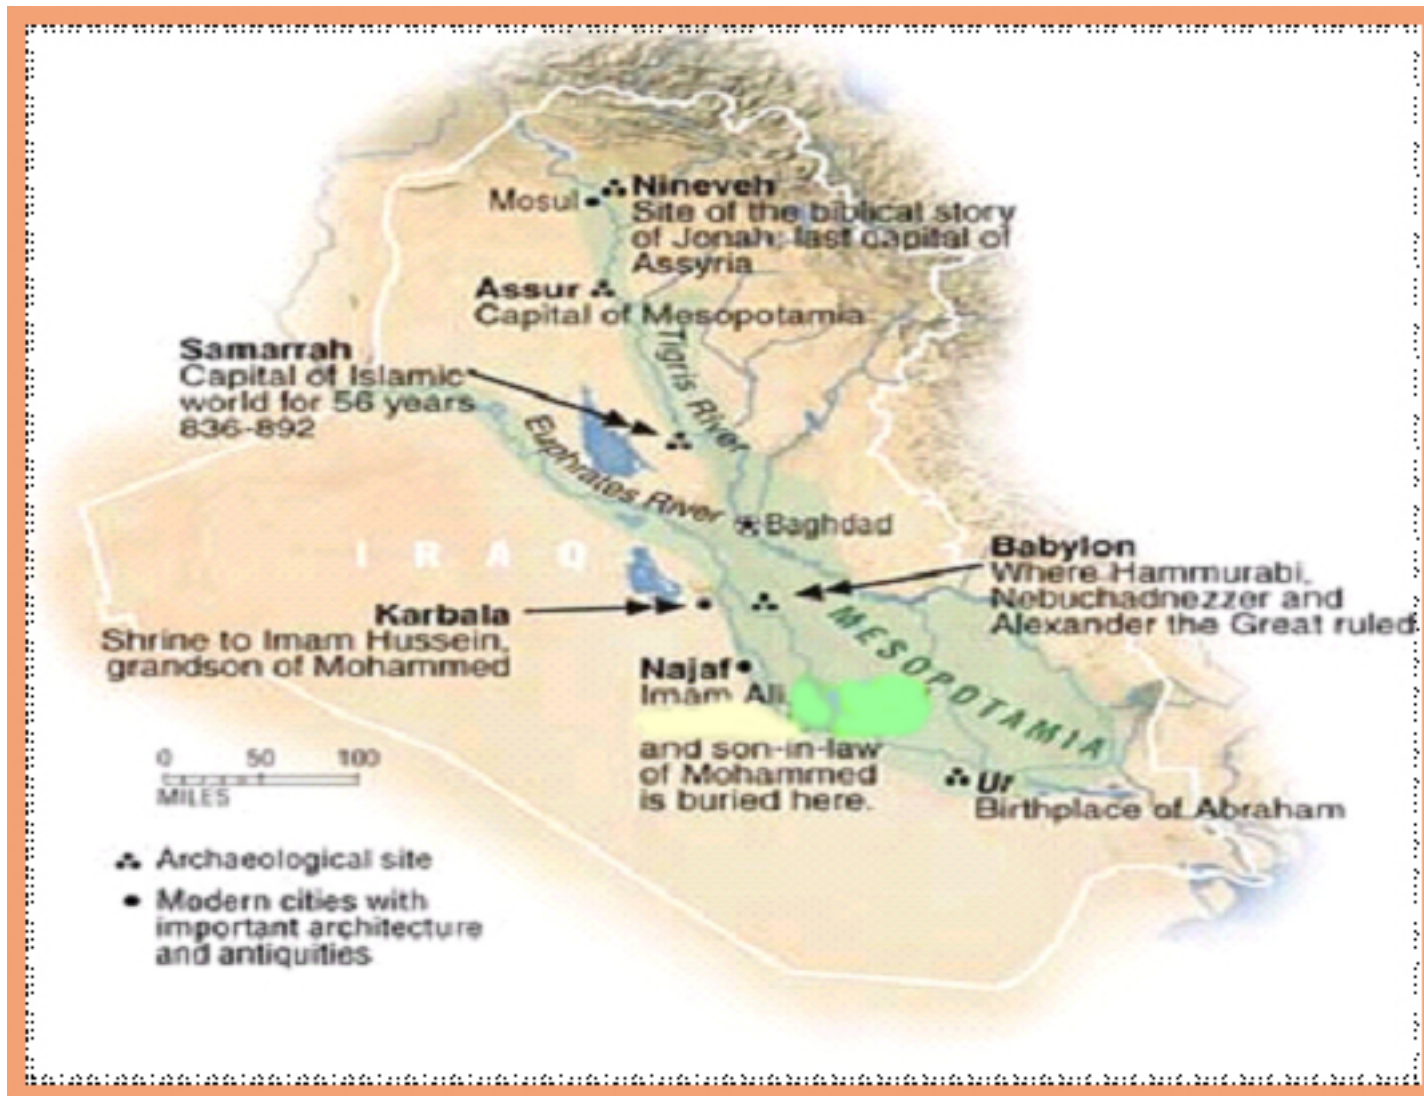 Nineveh
Mosul
Site of the biblical story
of Jonah; last capital of
Assyria
Assur
Capital of Mesopotamia
Tigris River
Samarrah
Capital of Islamic
world for 56 years
836-892
Euphrates River
Baghdad
IRAQ
Babylon
Where Hammurabi,
Nebuchadnezzer and
Alexander the Great ruled
Karbala
Shrine to Imam Hussein,
grandson of Mohammed
MESOPOTAMIA
Najaf
Imam Ali,
and son-in-law
of Mohammed
is buried here.
Ur
Birthplace of Abraham
0 50 100
MILES
Archaeological site
Modern cities with
important architecture
and antiquities